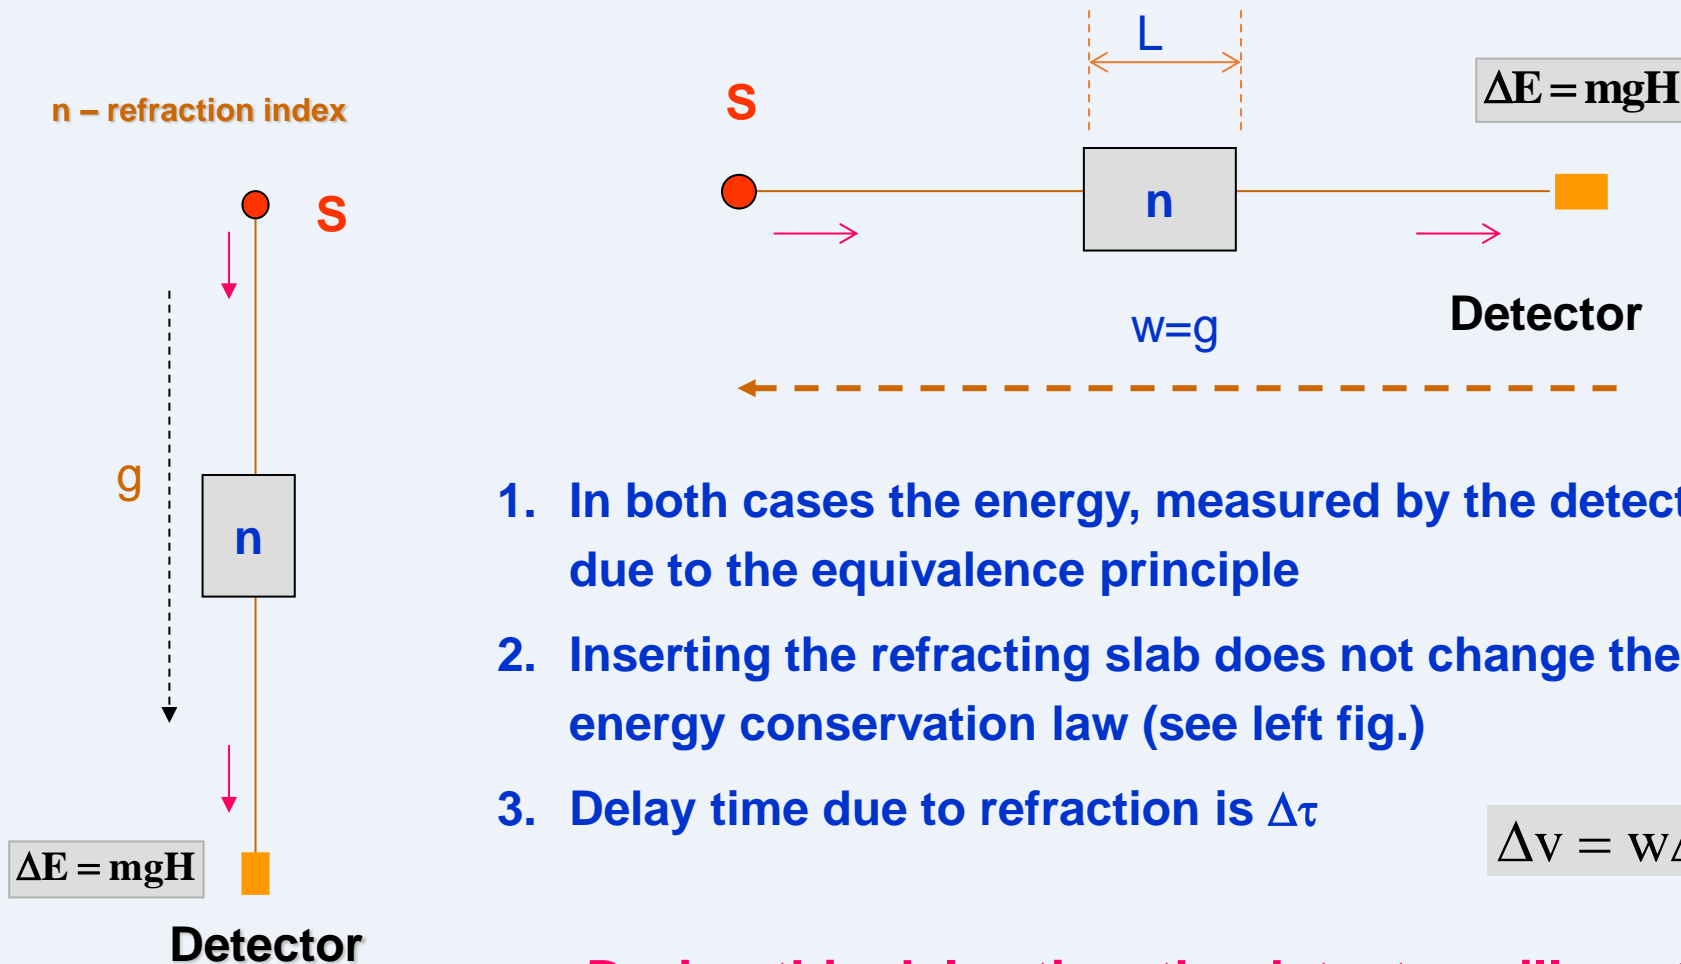 n – refraction index
S
g
n
ΔE = mgH
Detector
L
S
n
ΔE = mgH
w=g
Detector
1. In both cases the energy, measured by the detect
due to the equivalence principle
2. Inserting the refracting slab does not change the
energy conservation law (see left fig.)
3. Delay time due to refraction is Δτ
Δv = wΔ